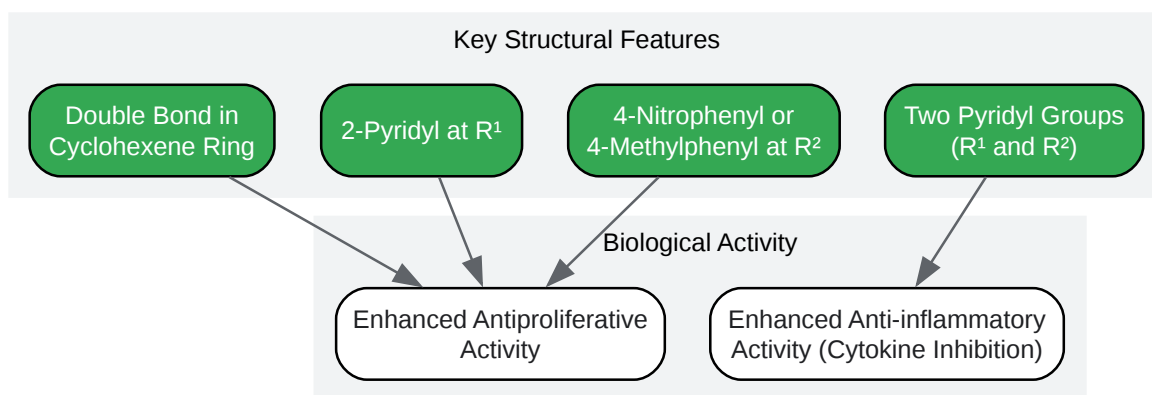 Key Structural Features
Double Bond in
Cyclohexene Ring
2-Pyridyl at R¹
4-Nitrophenyl or
4-Methylphenyl at R²
Two Pyridyl Groups
(R¹ and R²)
Biological Activity
Enhanced Antiproliferative
Activity
Enhanced Anti-inflammatory
Activity (Cytokine Inhibition)